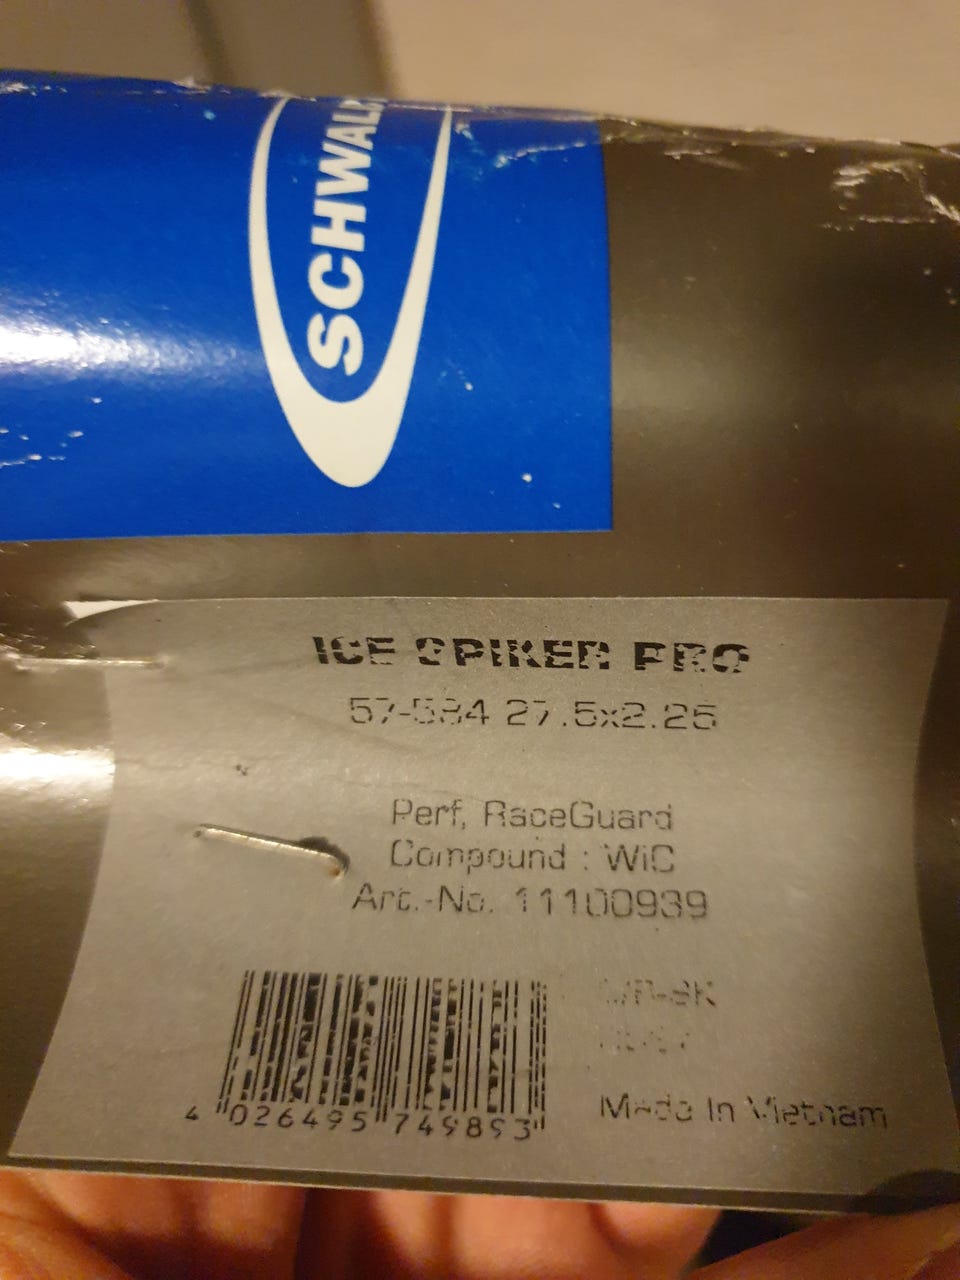 SCHWALBE
ICE SPIKER PRO
57-584 27.5x2.25
Perf, RaceGuard
Compound : WiC
Art.-No. 11100939
4 026495 749893
Made In Vietnam